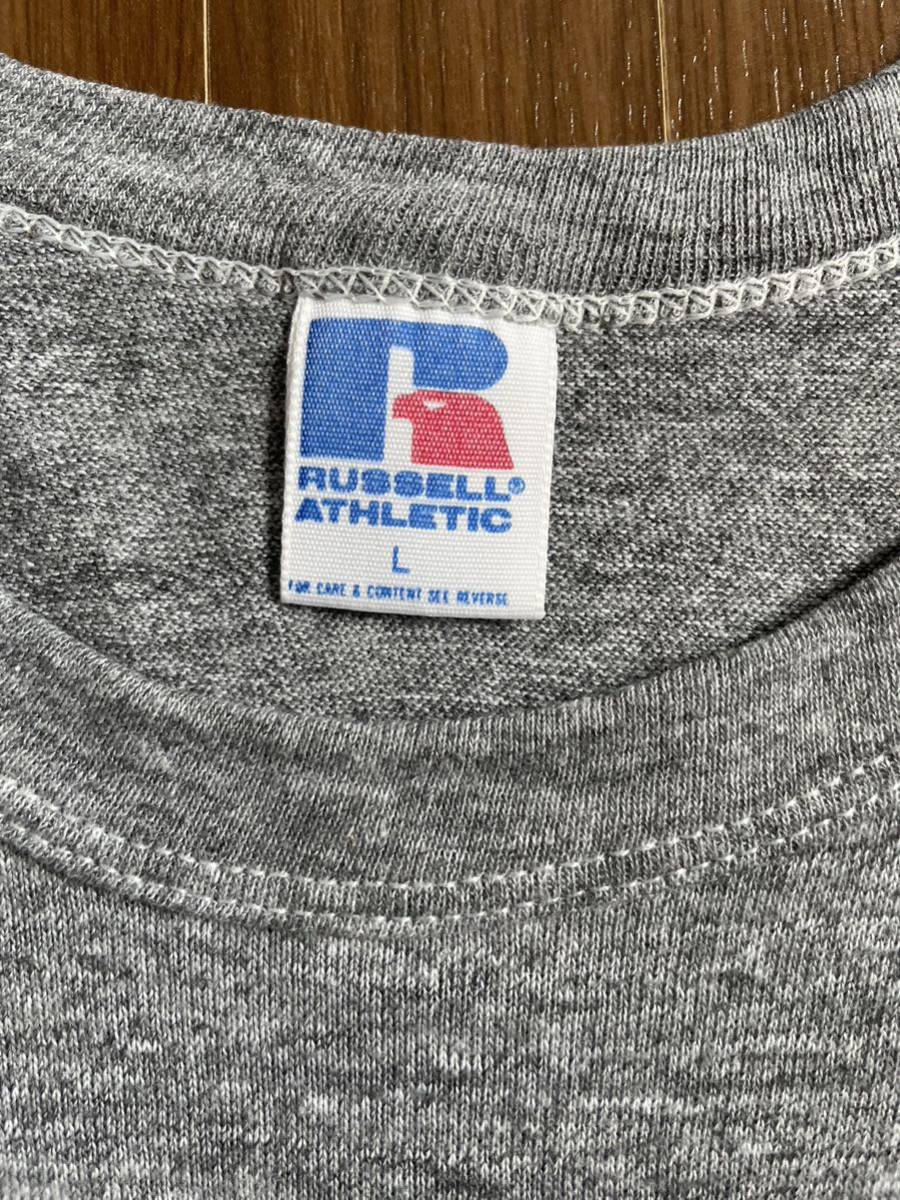 R
RUSSELL®
ATHLETIC
L
FOR CARE & CONTENT SEE REVERSE